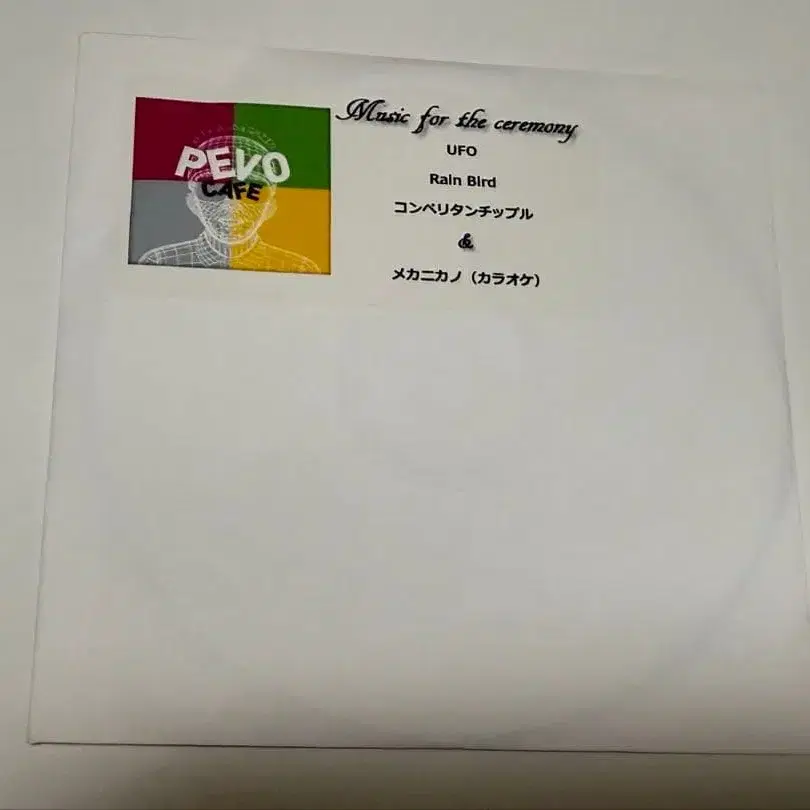 PEVO
CAFE
Music for the ceremony
UFO
Rain Bird
コンペリタンチップル
&
メカニカノ（カラオケ）